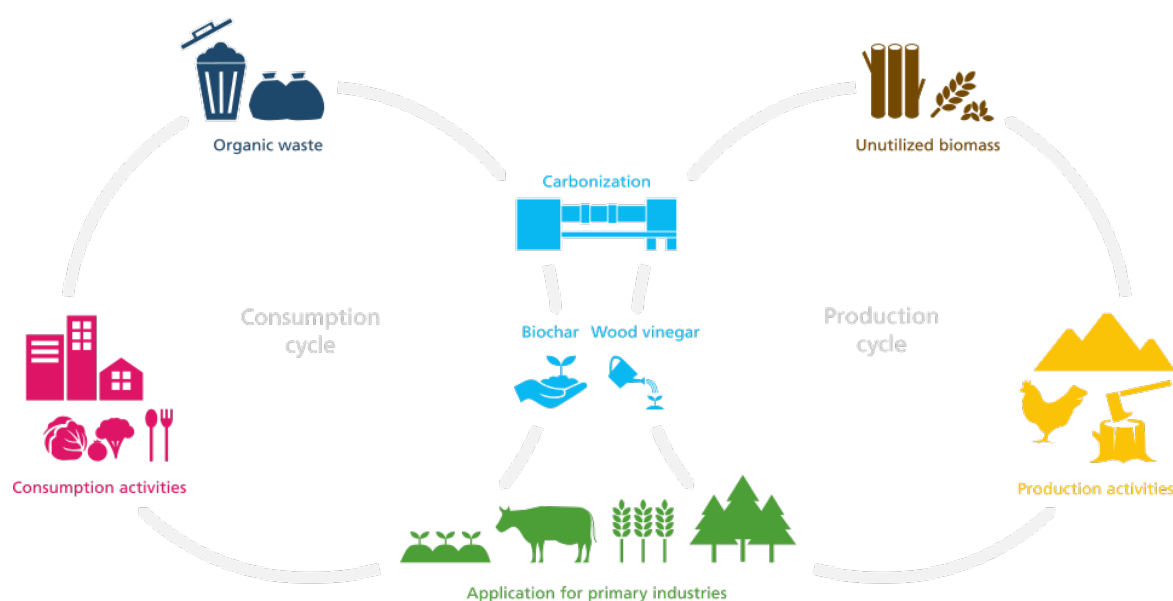 Organic waste
Unutilized biomass
Carbonization
Consumption
cycle
Production
cycle
Biochar
Wood vinegar
Consumption activities
Production activities
Application for primary industries